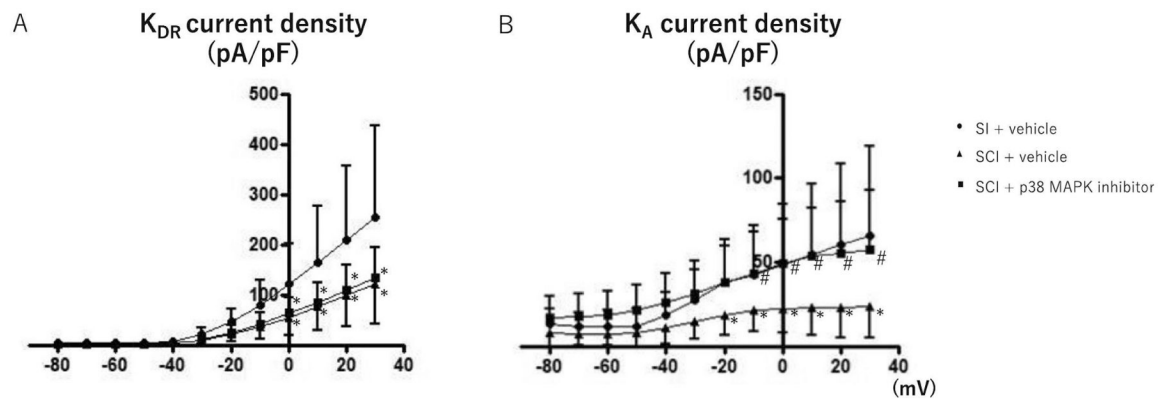 A
K_DR current density
(pA/pF)
500
400
300
200
100
-80 -60 -40 -20 0 20 40
* * * *
* * * *
B
K_A current density
(pA/pF)
150
100
50
-80 -60 -40 -20 0 20 40
(mV)
# # # # #
* * * * * *
SI + vehicle
SCI + vehicle
SCI + p38 MAPK inhibitor